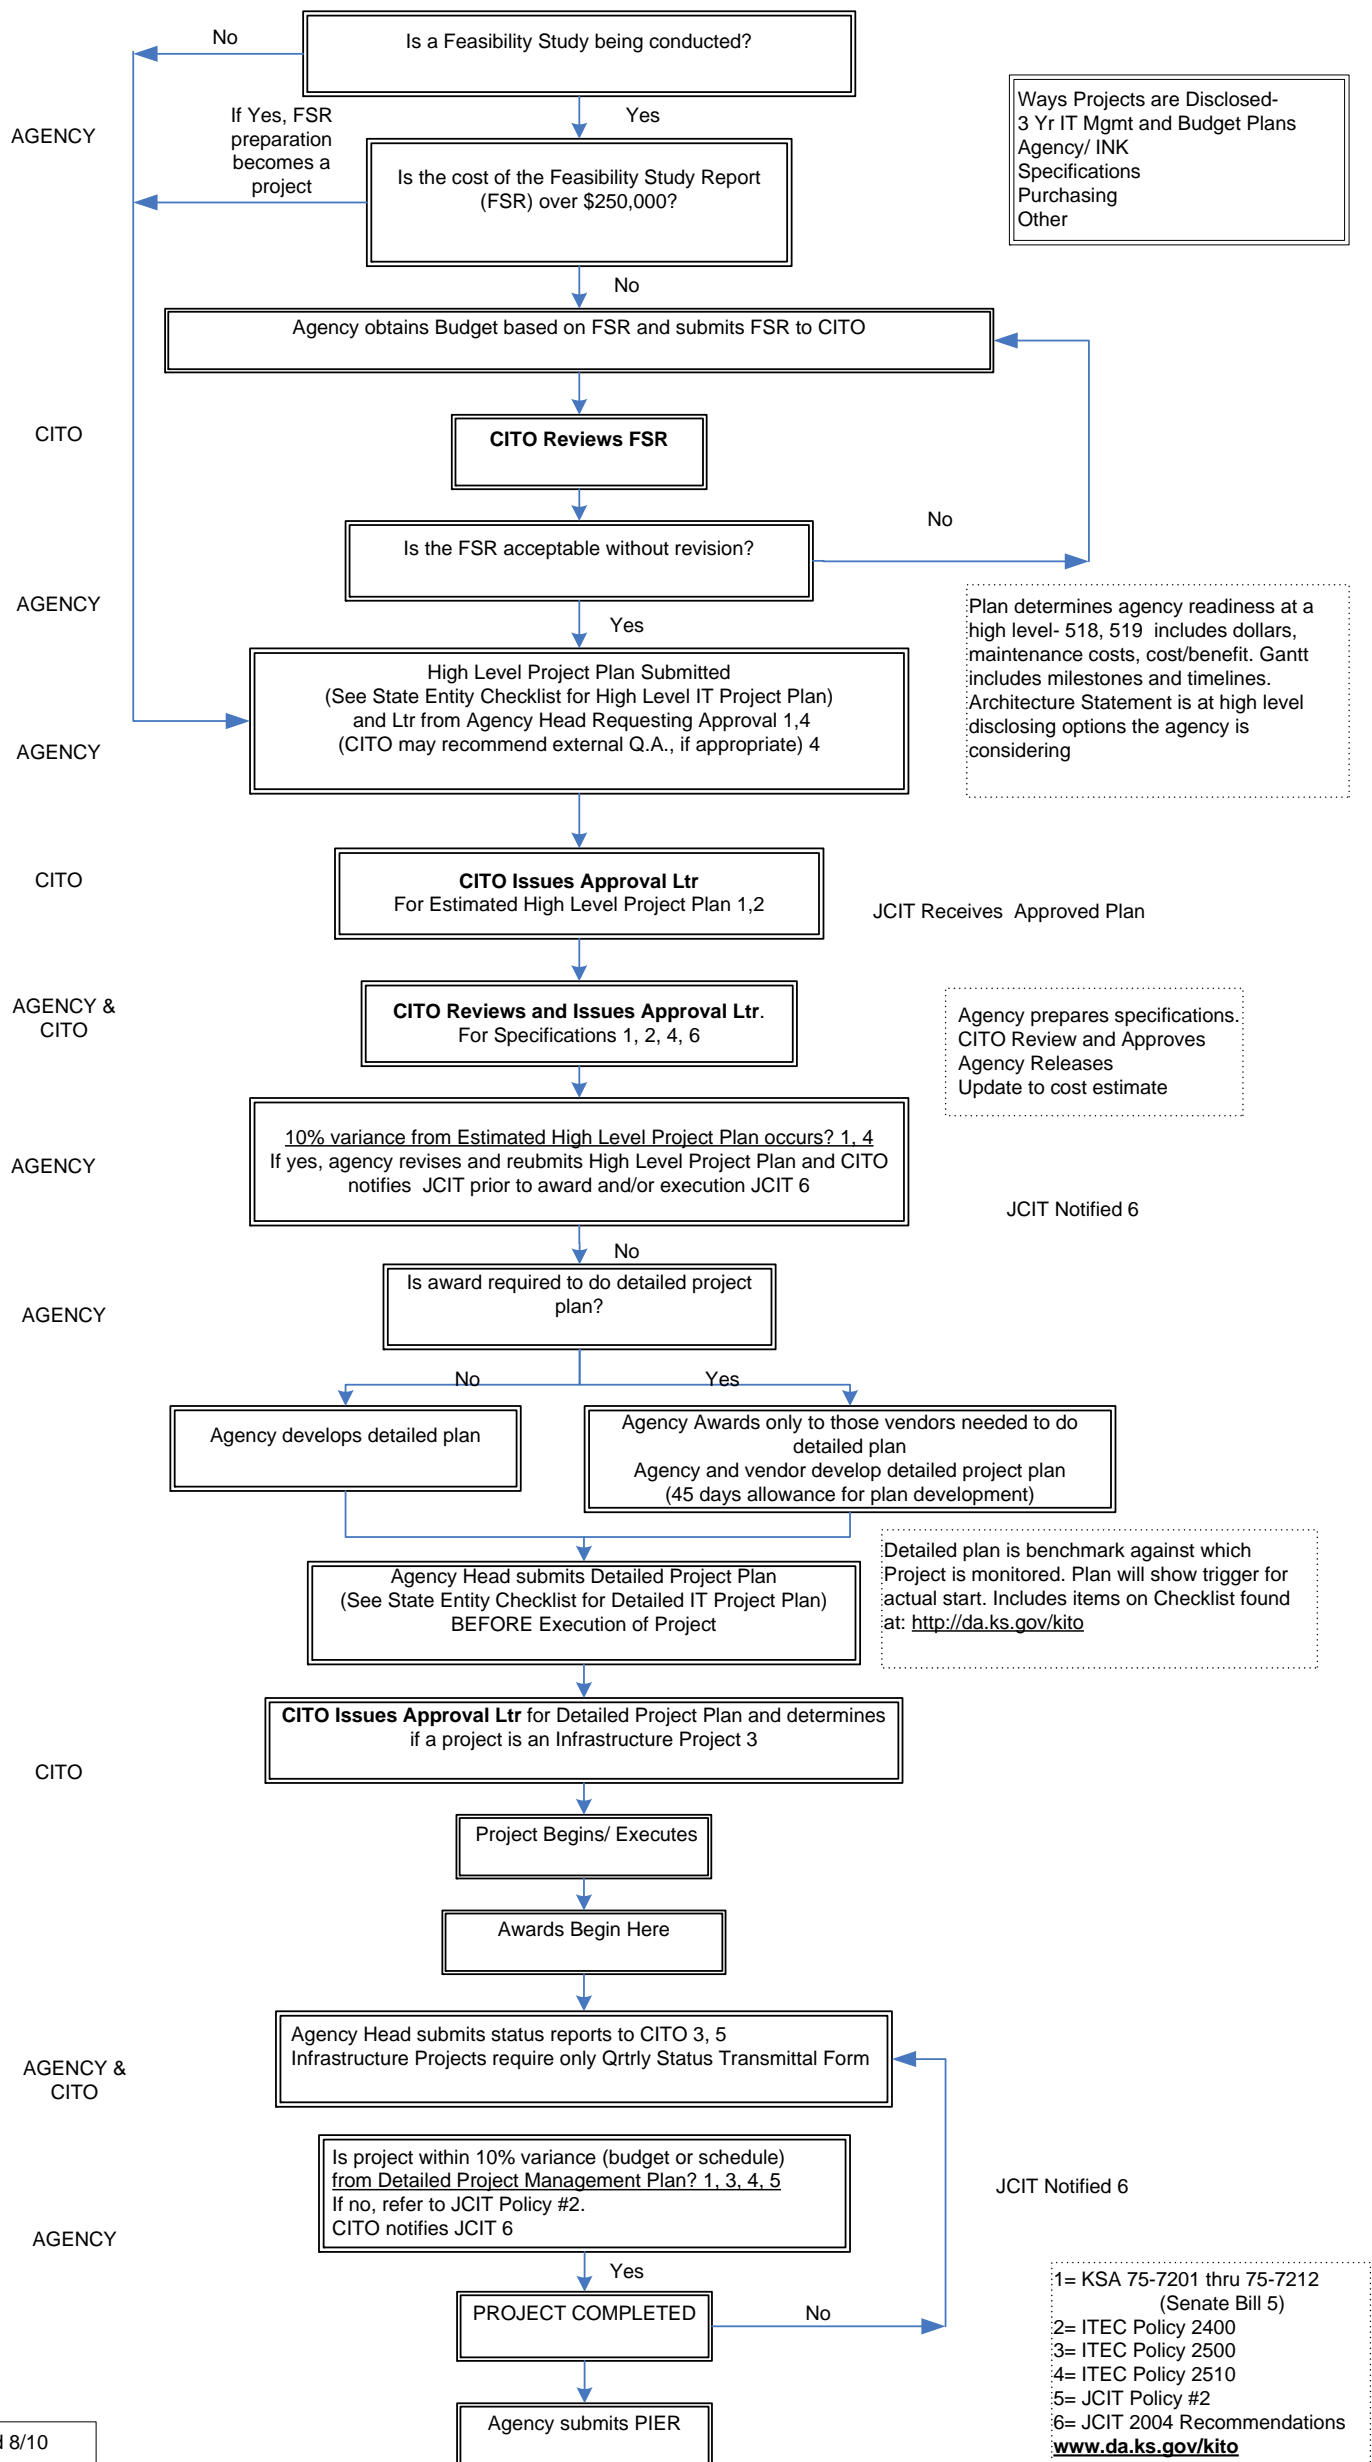 No
Is a Feasibility Study being conducted?
Ways Projects are Disclosed-
3 Yr IT Mgmt and Budget Plans
Agency/ INK
Specifications
Purchasing
Other
AGENCY
If Yes, FSR
preparation
becomes a
project
Yes
Is the cost of the Feasibility Study Report
(FSR) over $250,000?
No
Agency obtains Budget based on FSR and submits FSR to CITO
CITO
CITO Reviews FSR
No
Is the FSR acceptable without revision?
AGENCY
Yes
Plan determines agency readiness at a
high level- 518, 519 includes dollars,
maintenance costs, cost/benefit. Gantt
includes milestones and timelines.
Architecture Statement is at high level
disclosing options the agency is
considering
High Level Project Plan Submitted
(See State Entity Checklist for High Level IT Project Plan)
and Ltr from Agency Head Requesting Approval 1,4
(CITO may recommend external Q.A., if appropriate) 4
AGENCY
CITO
CITO Issues Approval Ltr
For Estimated High Level Project Plan 1,2
JCIT Receives Approved Plan
AGENCY &
CITO
CITO Reviews and Issues Approval Ltr.
For Specifications 1, 2, 4, 6
Agency prepares specifications.
CITO Review and Approves
Agency Releases
Update to cost estimate
AGENCY
10% variance from Estimated High Level Project Plan occurs? 1, 4
If yes, agency revises and reubmits High Level Project Plan and CITO
notifies JCIT prior to award and/or execution JCIT 6
JCIT Notified 6
No
Is award required to do detailed project
plan?
AGENCY
No
Yes
Agency develops detailed plan
Agency Awards only to those vendors needed to do
detailed plan
Agency and vendor develop detailed project plan
(45 days allowance for plan development)
Detailed plan is benchmark against which
Project is monitored. Plan will show trigger for
actual start. Includes items on Checklist found
at: http://da.ks.gov/kito
Agency Head submits Detailed Project Plan
(See State Entity Checklist for Detailed IT Project Plan)
BEFORE Execution of Project
CITO Issues Approval Ltr for Detailed Project Plan and determines
if a project is an Infrastructure Project 3
CITO
Project Begins/ Executes
Awards Begin Here
Agency Head submits status reports to CITO 3, 5
Infrastructure Projects require only Qrtrly Status Transmittal Form
AGENCY &
CITO
Is project within 10% variance (budget or schedule)
from Detailed Project Management Plan? 1, 3, 4, 5
If no, refer to JCIT Policy #2.
CITO notifies JCIT 6
JCIT Notified 6
AGENCY
Yes
PROJECT COMPLETED
No
1= KSA 75-7201 thru 75-7212
(Senate Bill 5)
2= ITEC Policy 2400
3= ITEC Policy 2500
4= ITEC Policy 2510
5= JCIT Policy #2
6= JCIT 2004 Recommendations
www.da.ks.gov/kito
Agency submits PIER
8/10